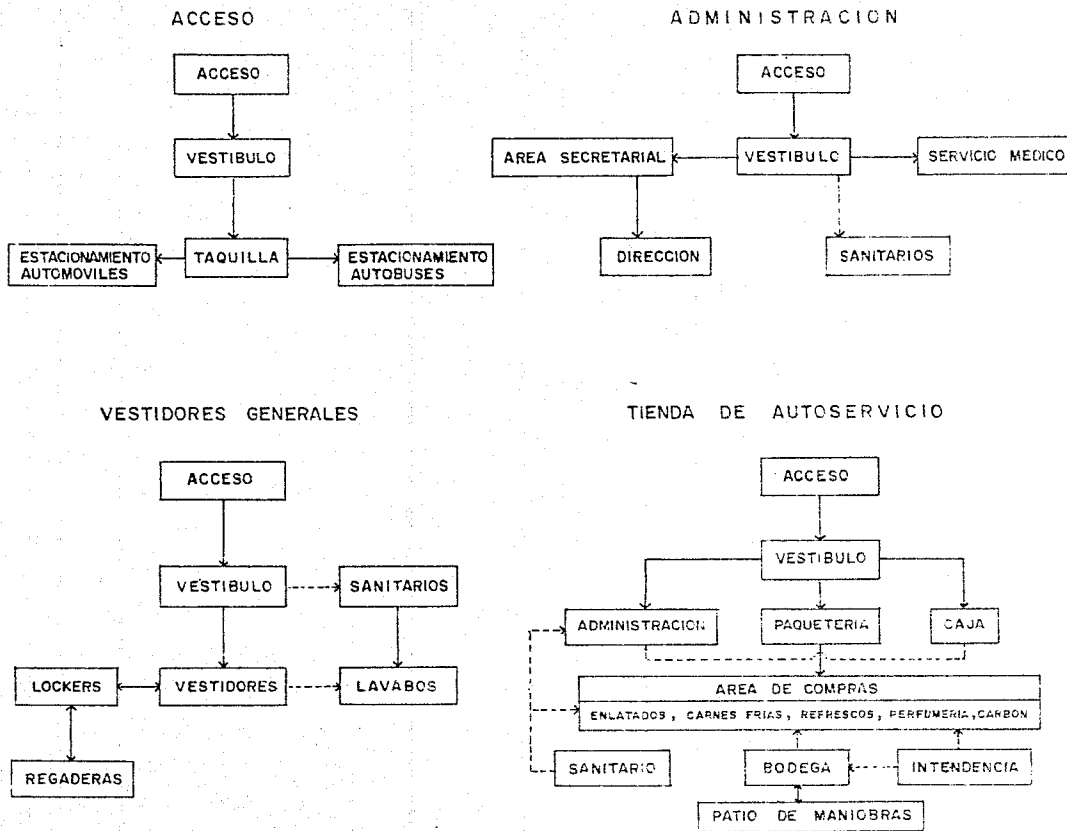 ACCESO
ACCESO
VESTIBULO
TAQUILLA
ESTACIONAMIENTO
AUTOMOVILES
ESTACIONAMIENTO
AUTOBUSES
ADMINISTRACION
ACCESO
AREA SECRETARIAL
VESTIBULO
SERVICIO MEDICO
DIRECCION
SANITARIOS
VESTIDORES GENERALES
ACCESO
VESTIBULO
SANITARIOS
LOCKERS
VESTIDORES
LAVABOS
REGADERAS
TIENDA DE AUTOSERVICIO
ACCESO
VESTIBULO
ADMINISTRACION
PAQUETERIA
CAJA
AREA DE COMPRAS
ENLATADOS, CARNES FRIAS, REFRESCOS, PERFUMERIA, CARBON
SANITARIO
BODEGA
INTENDENCIA
PATIO DE MANIOBRAS